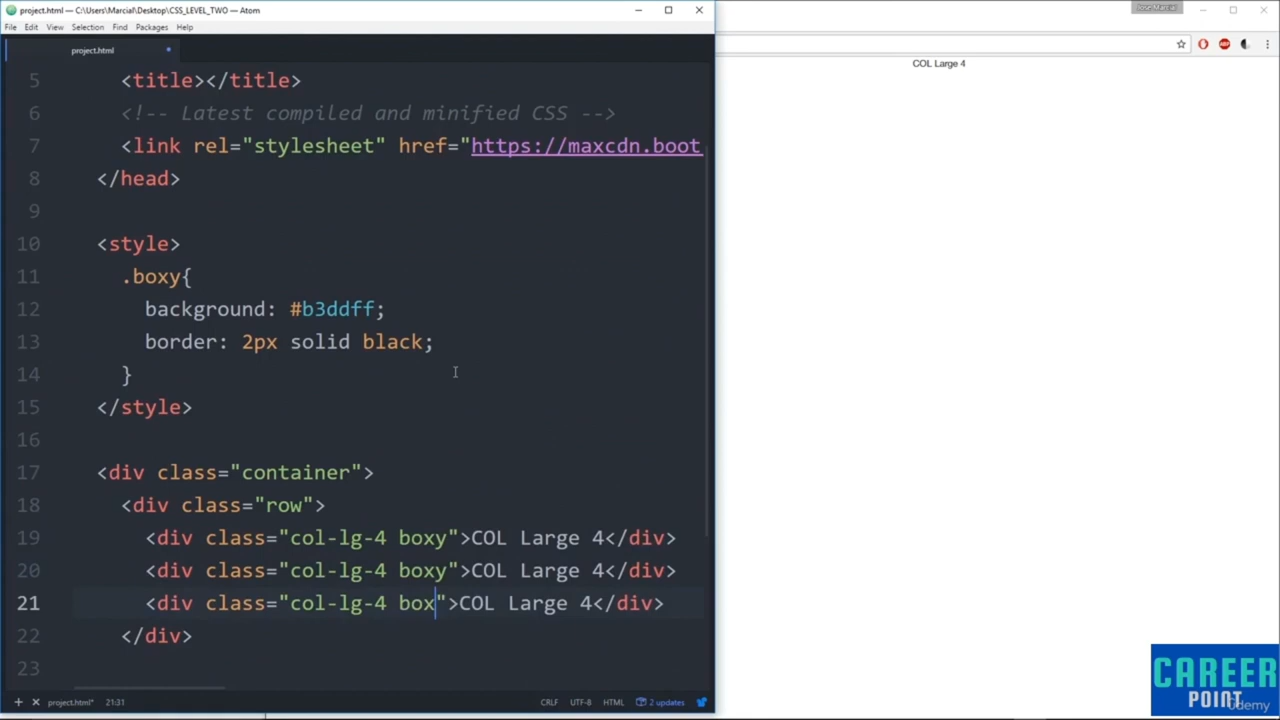 project.html — C:\Users\Marcial\Desktop\CSS_LEVEL_TWO — Atom
File Edit View Selection Find Packages Help
project.html
5 <title></title>
6 <!-- Latest compiled and minified CSS -->
7 <link rel="stylesheet" href="https://maxcdn.boot
8 </head>
9
10 <style>
11 .boxy{
12 background: #b3ddff;
13 border: 2px solid black;
14 }
15 </style>
16
17 <div class="container">
18 <div class="row">
19 <div class="col-lg-4 boxy">COL Large 4</div>
20 <div class="col-lg-4 boxy">COL Large 4</div>
21 <div class="col-lg-4 box">COL Large 4</div>
22 </div>
23
project.html* 21:31 CRLF UTF-8 HTML 2 updates
Jose Marcial
ABP
COL Large 4
CAREER
POINT
Udemy